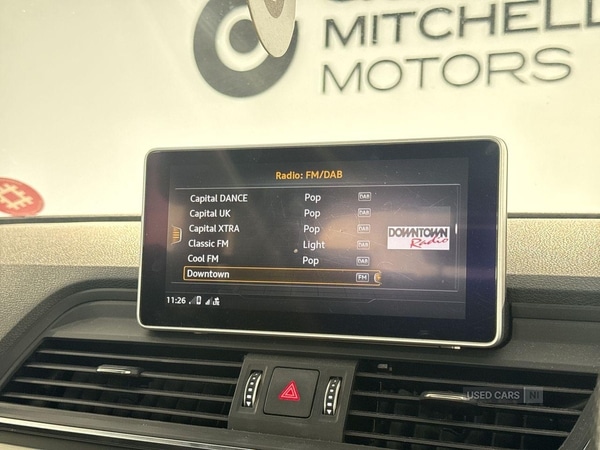 MITCHELL
MOTORS
Radio: FM/DAB
Capital DANCE Pop DAB
Capital UK Pop DAB
Capital XTRA Pop DAB
Classic FM Light DAB
Cool FM Pop DAB
Downtown FM
DOWNTOWN
Radio
11:26
USED CARS NI